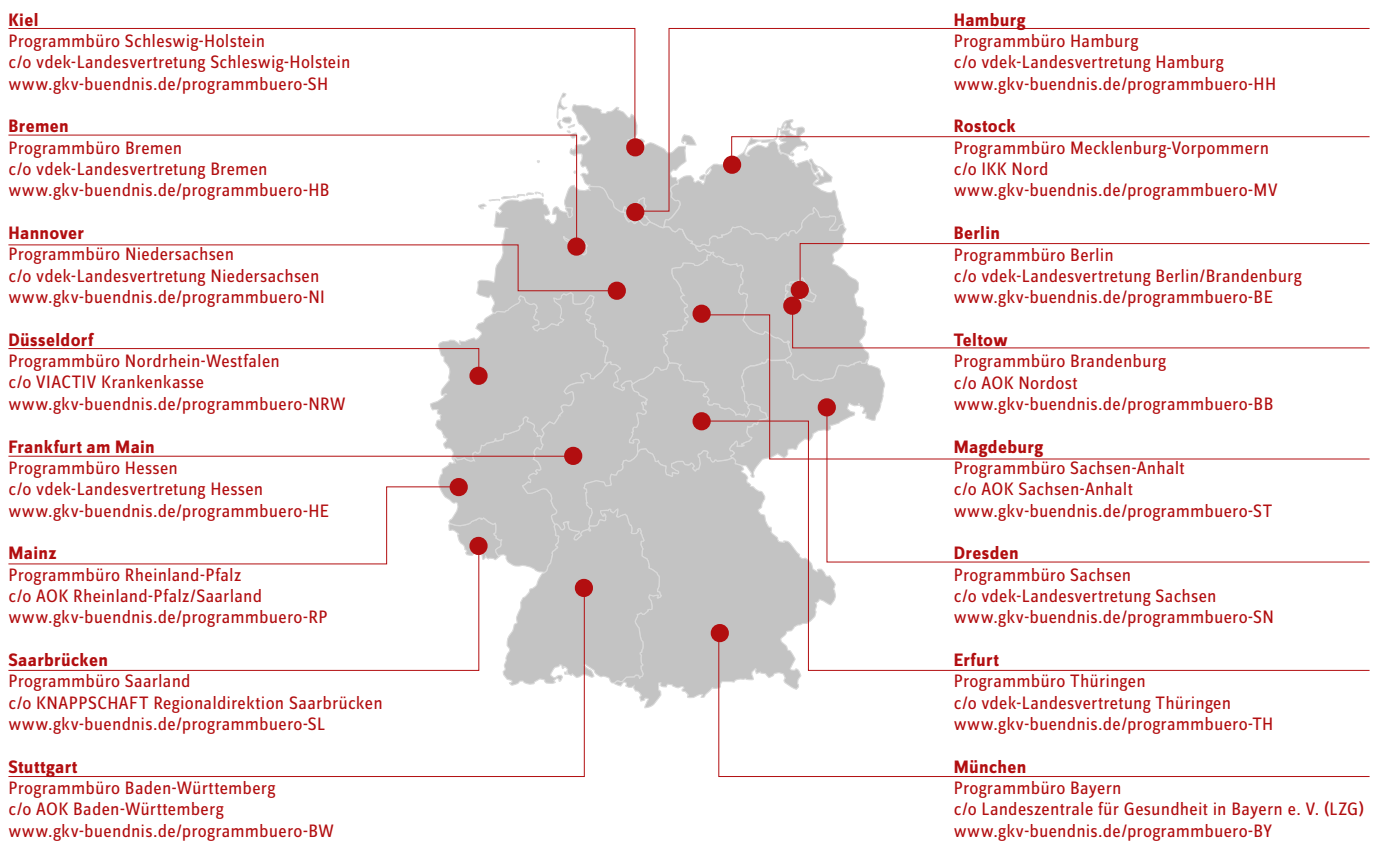 Kiel
Programmbüro Schleswig-Holstein
c/o vdek-Landesvertretung Schleswig-Holstein
www.gkv-buendnis.de/programmbuero-SH
Bremen
Programmbüro Bremen
c/o vdek-Landesvertretung Bremen
www.gkv-buendnis.de/programmbuero-HB
Hannover
Programmbüro Niedersachsen
c/o vdek-Landesvertretung Niedersachsen
www.gkv-buendnis.de/programmbuero-NI
Düsseldorf
Programmbüro Nordrhein-Westfalen
c/o VIACTIV Krankenkasse
www.gkv-buendnis.de/programmbuero-NRW
Frankfurt am Main
Programmbüro Hessen
c/o vdek-Landesvertretung Hessen
www.gkv-buendnis.de/programmbuero-HE
Mainz
Programmbüro Rheinland-Pfalz
c/o AOK Rheinland-Pfalz/Saarland
www.gkv-buendnis.de/programmbuero-RP
Saarbrücken
Programmbüro Saarland
c/o KNAPPSCHAFT Regionaldirektion Saarbrücken
www.gkv-buendnis.de/programmbuero-SL
Stuttgart
Programmbüro Baden-Württemberg
c/o AOK Baden-Württemberg
www.gkv-buendnis.de/programmbuero-BW
Hamburg
Programmbüro Hamburg
c/o vdek-Landesvertretung Hamburg
www.gkv-buendnis.de/programmbuero-HH
Rostock
Programmbüro Mecklenburg-Vorpommern
c/o IKK Nord
www.gkv-buendnis.de/programmbuero-MV
Berlin
Programmbüro Berlin
c/o vdek-Landesvertretung Berlin/Brandenburg
www.gkv-buendnis.de/programmbuero-BE
Teltow
Programmbüro Brandenburg
c/o AOK Nordost
www.gkv-buendnis.de/programmbuero-BB
Magdeburg
Programmbüro Sachsen-Anhalt
c/o AOK Sachsen-Anhalt
www.gkv-buendnis.de/programmbuero-ST
Dresden
Programmbüro Sachsen
c/o vdek-Landesvertretung Sachsen
www.gkv-buendnis.de/programmbuero-SN
Erfurt
Programmbüro Thüringen
c/o vdek-Landesvertretung Thüringen
www.gkv-buendnis.de/programmbuero-TH
München
Programmbüro Bayern
c/o Landeszentrale für Gesundheit in Bayern e. V. (LZG)
www.gkv-buendnis.de/programmbuero-BY